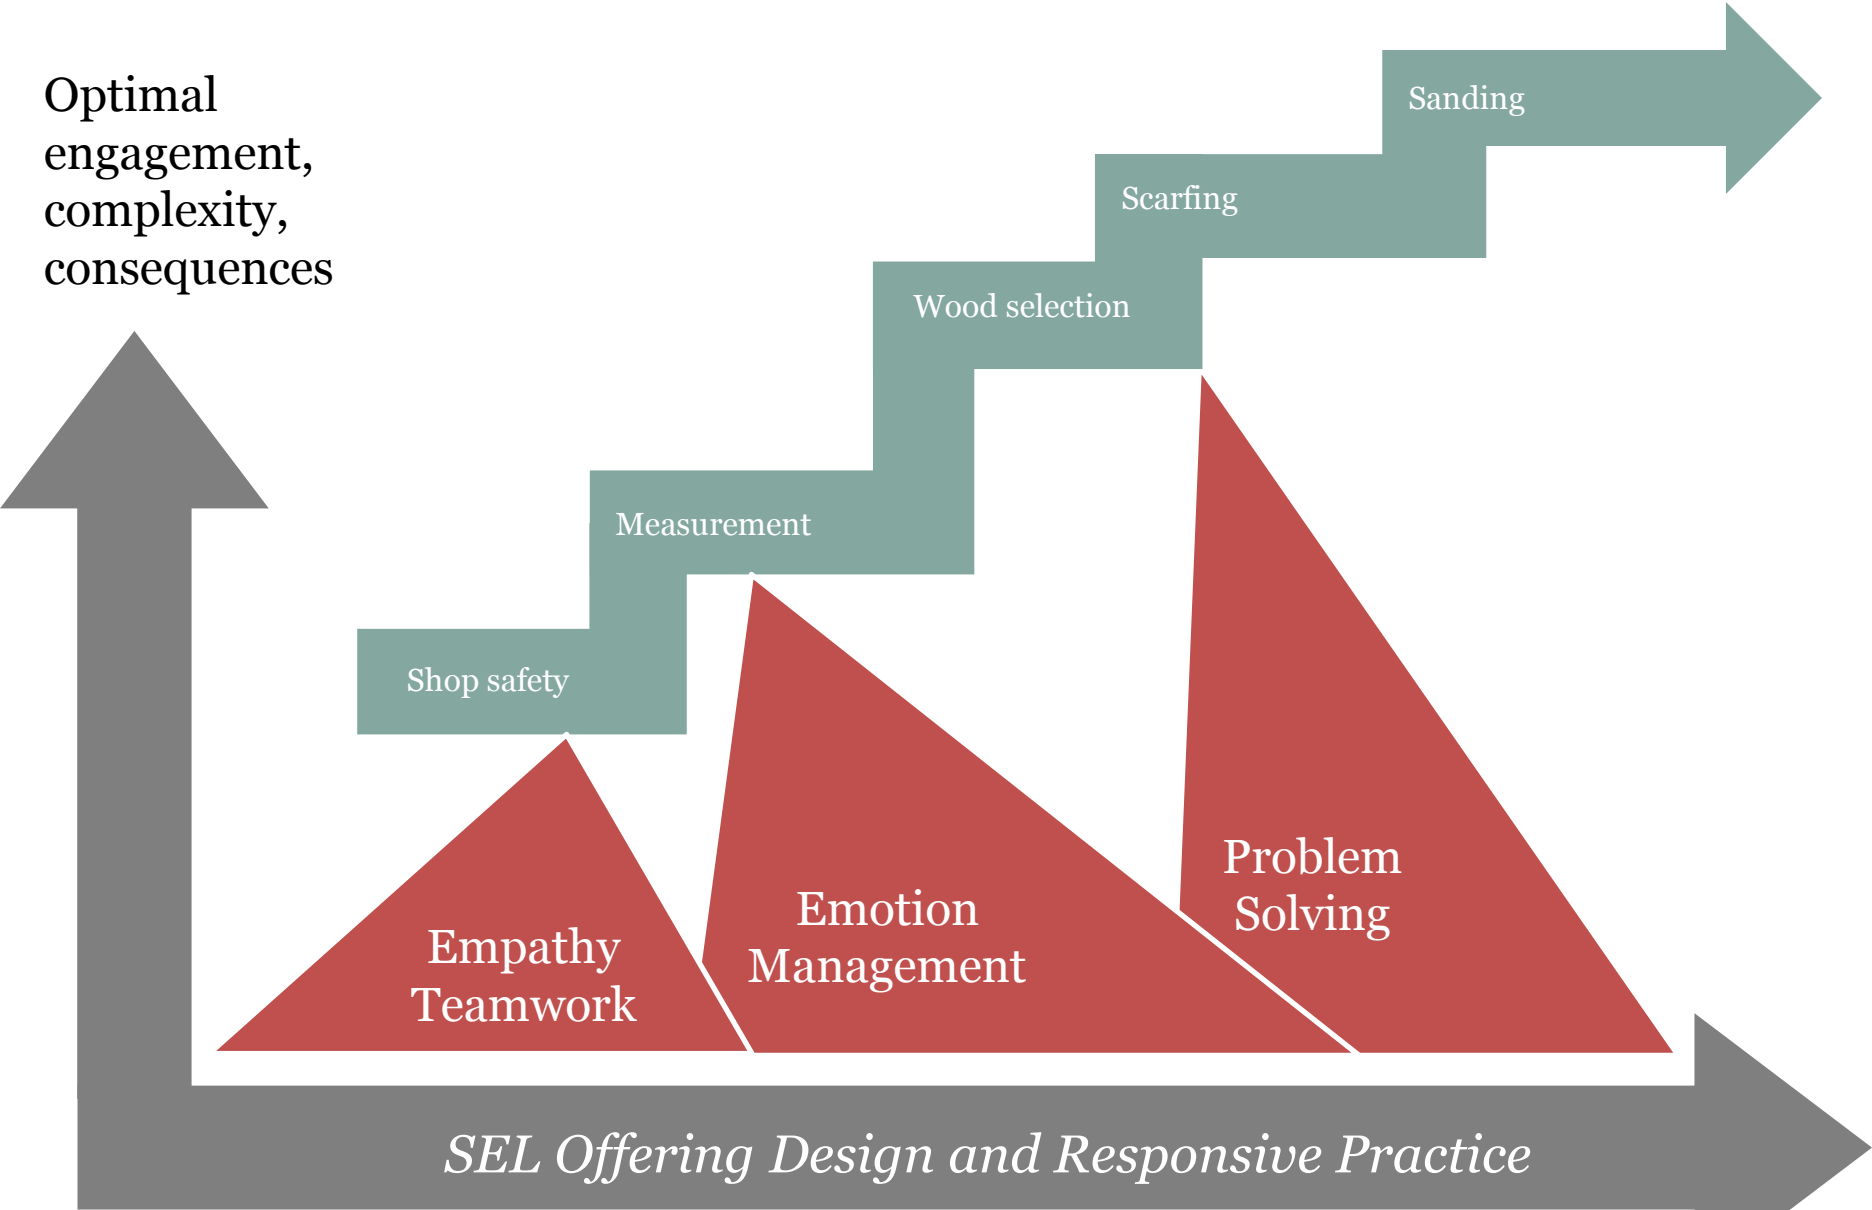 Optimal
engagement,
complexity,
consequences
Sanding
Scarfing
Wood selection
Measurement
Shop safety
Empathy
Teamwork
Emotion
Management
Problem
Solving
SEL Offering Design and Responsive Practice